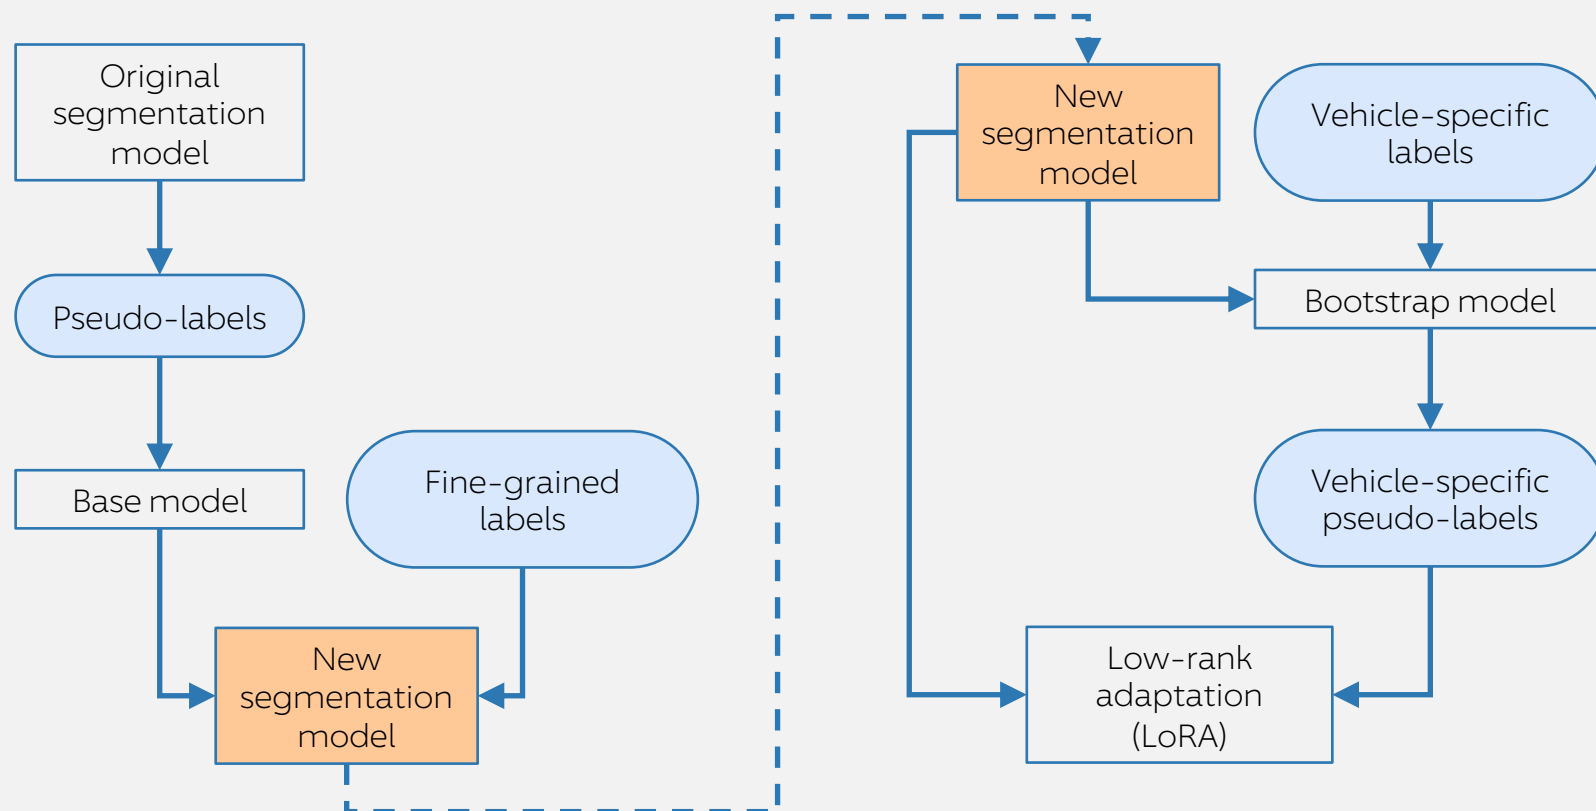 Original
segmentation
model
Pseudo-labels
Base model
Fine-grained
labels
New
segmentation
model
New
segmentation
model
Vehicle-specific
labels
Bootstrap model
Vehicle-specific
pseudo-labels
Low-rank
adaptation
(LoRA)